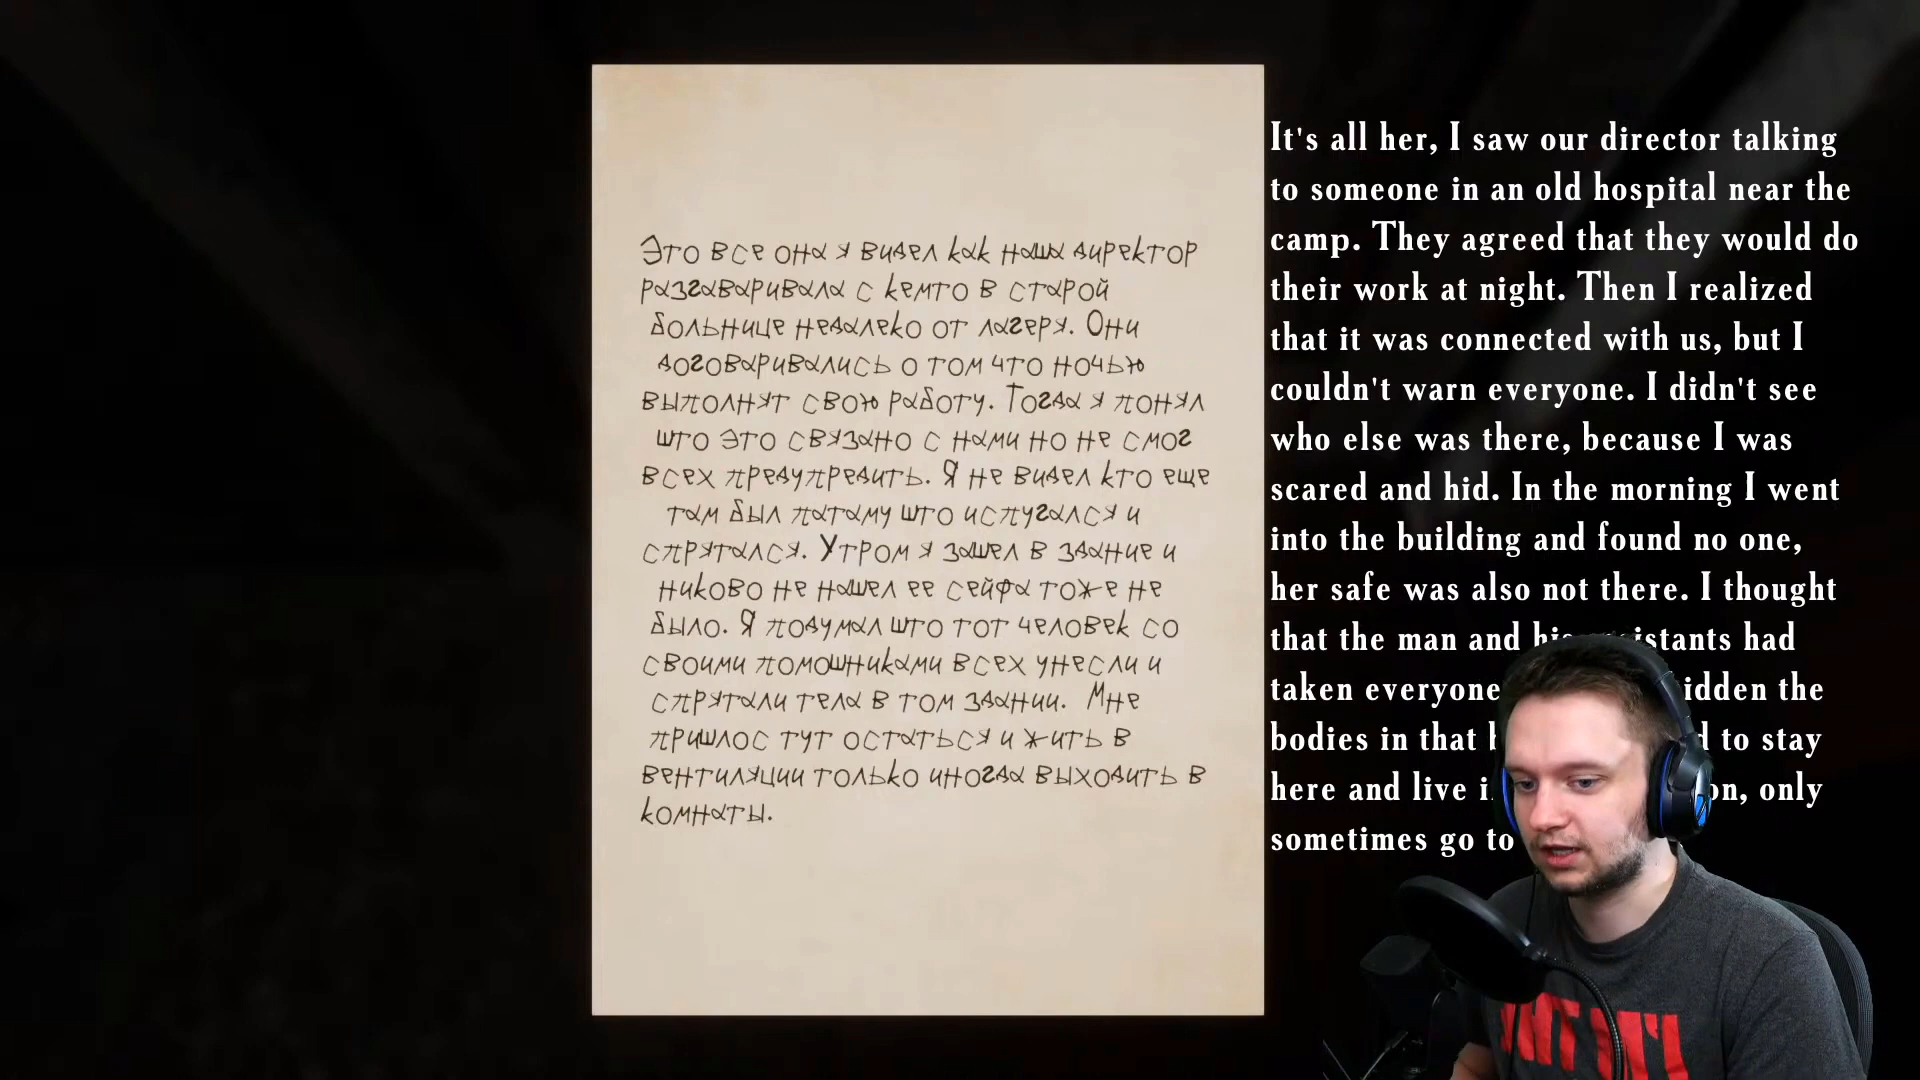 Это все она я видел как наша директор
разгаваривала с кемто в старой
больнице недалеко от лагеря. Они
договаривались о том что ночью
выполнят свою работу. Тогда я понял
што это связано с нами но не смог
всех предупредить. Я не видел кто еще
там был патаму што испугался и
спрятался. Утром я зашел в здание и
никово не нашел ее сейфа тоже не
было. Я подумал што тот человек со
своими помошниками всех унесли и
спрятали тела в том здании. Мне
пришлос тут остаться и жить в
вентиляции только иногда выходить в
комнаты.
It's all her, I saw our director talking
to someone in an old hospital near the
camp. They agreed that they would do
their work at night. Then I realized
that it was connected with us, but I
couldn't warn everyone. I didn't see
who else was there, because I was
scared and hid. In the morning I went
into the building and found no one,
her safe was also not there. I thought
that the man and his had
taken everyone the
bodies in that to stay
here and live only
sometimes go to